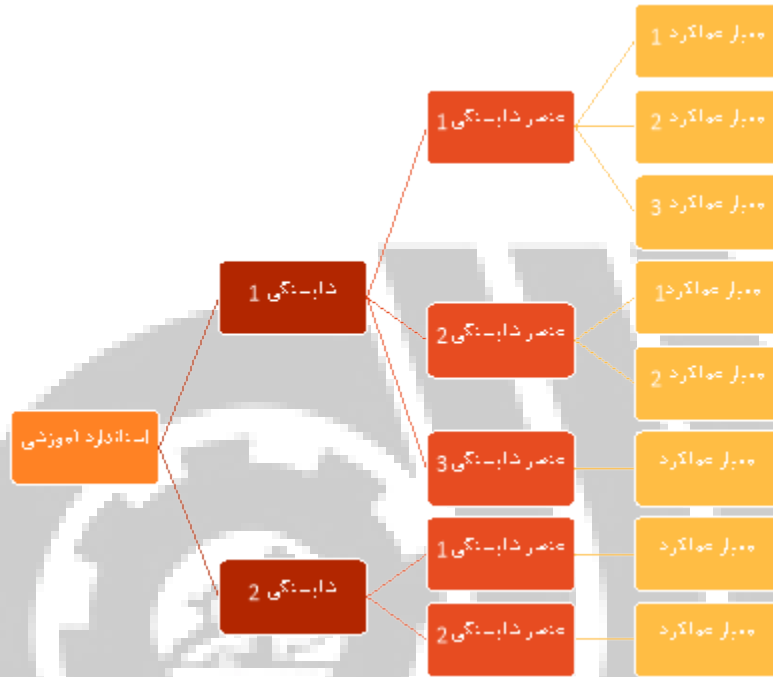 استاندارد آموزشی
شایستگی 1
عنصر شایستگی 1
معیار عملکرد 1
معیار عملکرد 2
معیار عملکرد 3
عنصر شایستگی 2
معیار عملکرد 1
معیار عملکرد 2
عنصر شایستگی 3
معیار عملکرد
شایستگی 2
عنصر شایستگی 1
معیار عملکرد
عنصر شایستگی 2
معیار عملکرد